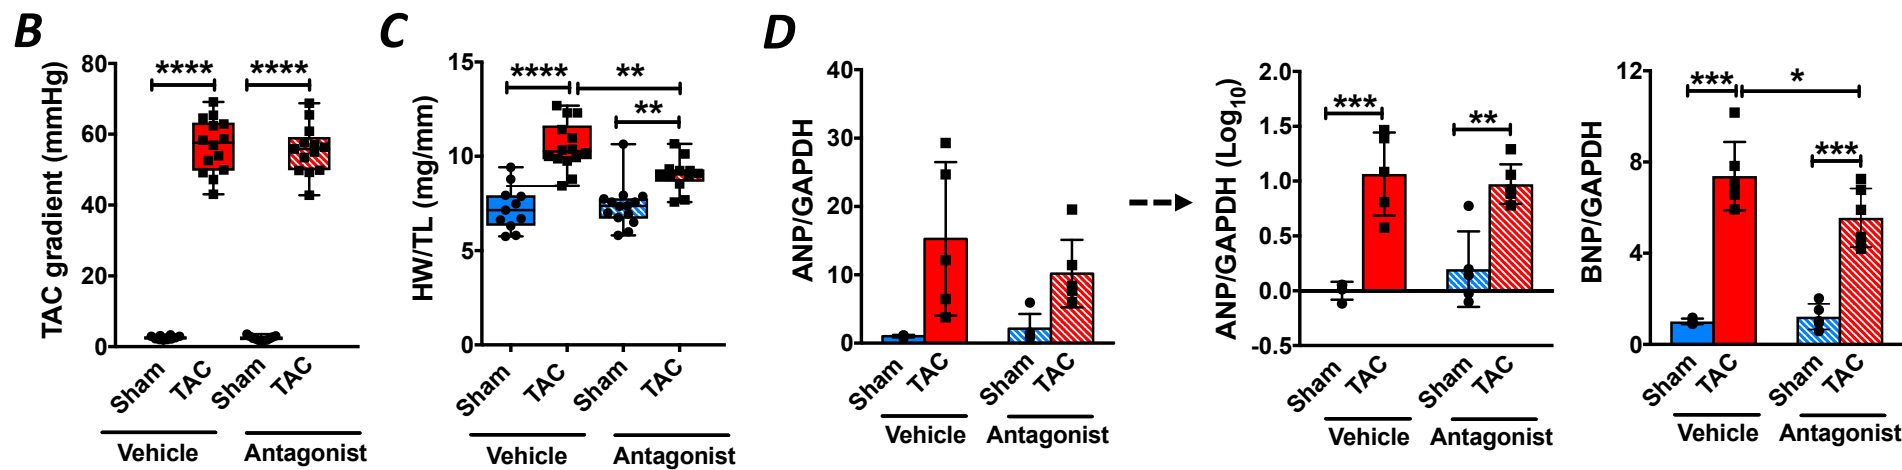 B
TAC gradient (mmHg)
80
60
40
20
0
****
****
Sham
TAC
Sham
TAC
Vehicle
Antagonist
C
HW/TL (mg/mm)
15
10
5
0
****
**
**
Sham
TAC
Sham
TAC
Vehicle
Antagonist
D
ANP/GAPDH
40
30
20
10
0
Sham
TAC
Sham
TAC
Vehicle
Antagonist
ANP/GAPDH (Log10)
2.0
1.5
1.0
0.5
0.0
-0.5
***
**
Sham
TAC
Sham
TAC
Vehicle
Antagonist
BNP/GAPDH
12
8
4
0
***
*
***
Sham
TAC
Sham
TAC
Vehicle
Antagonist